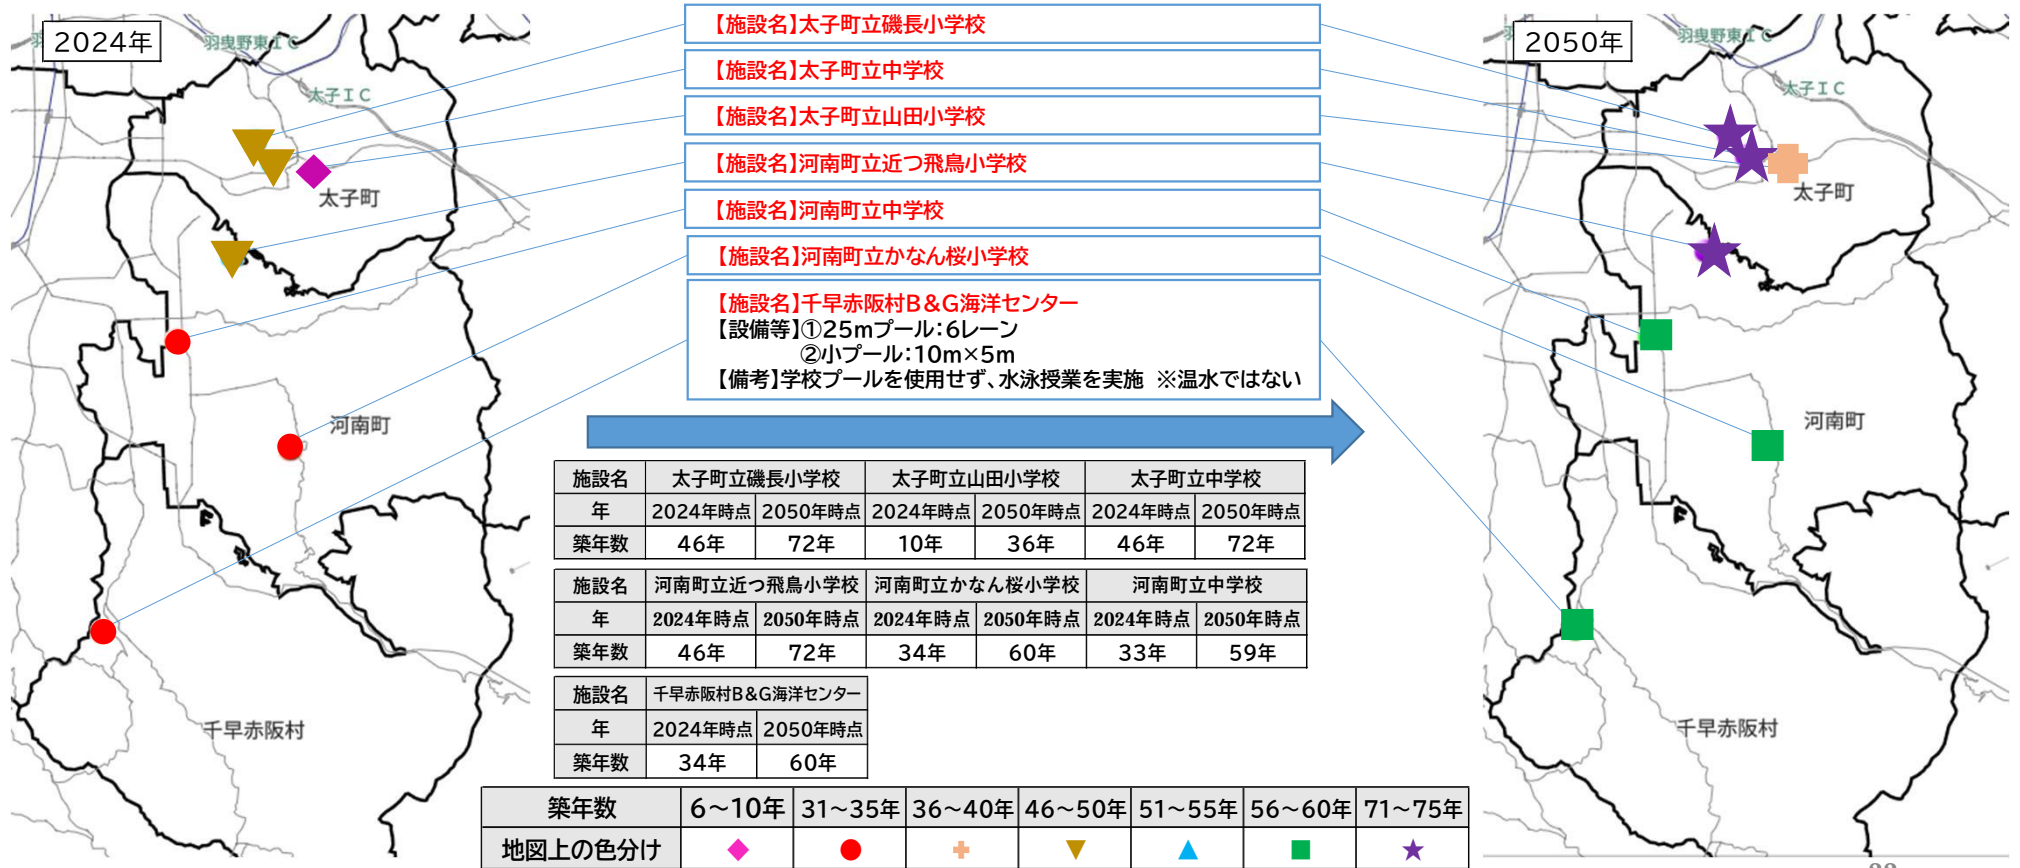 2024年
羽曳野東IC
太子IC
太子町
河南町
千早赤阪村
【施設名】太子町立磯長小学校
【施設名】太子町立中学校
【施設名】太子町立山田小学校
【施設名】河南町立近つ飛鳥小学校
【施設名】河南町立中学校
【施設名】河南町立かなん桜小学校
【施設名】千早赤阪村B&G海洋センター
【設備等】①25mプール：6レーン
②小プール：10m×5m
【備考】学校プールを使用せず、水泳授業を実施 ※温水ではない
2050年
羽曳野東IC
太子IC
太子町
河南町
千早赤阪村
施設名 太子町立磯長小学校 太子町立山田小学校 太子町立中学校
年 2024年時点 2050年時点 2024年時点 2050年時点 2024年時点 2050年時点
築年数 46年 72年 10年 36年 46年 72年
施設名 河南町立近つ飛鳥小学校 河南町立かなん桜小学校 河南町立中学校
年 2024年時点 2050年時点 2024年時点 2050年時点 2024年時点 2050年時点
築年数 46年 72年 34年 60年 33年 59年
施設名 千早赤阪村B&G海洋センター
年 2024年時点 2050年時点
築年数 34年 60年
築年数 6～10年 31～35年 36～40年 46～50年 51～55年 56～60年 71～75年
地図上の色分け